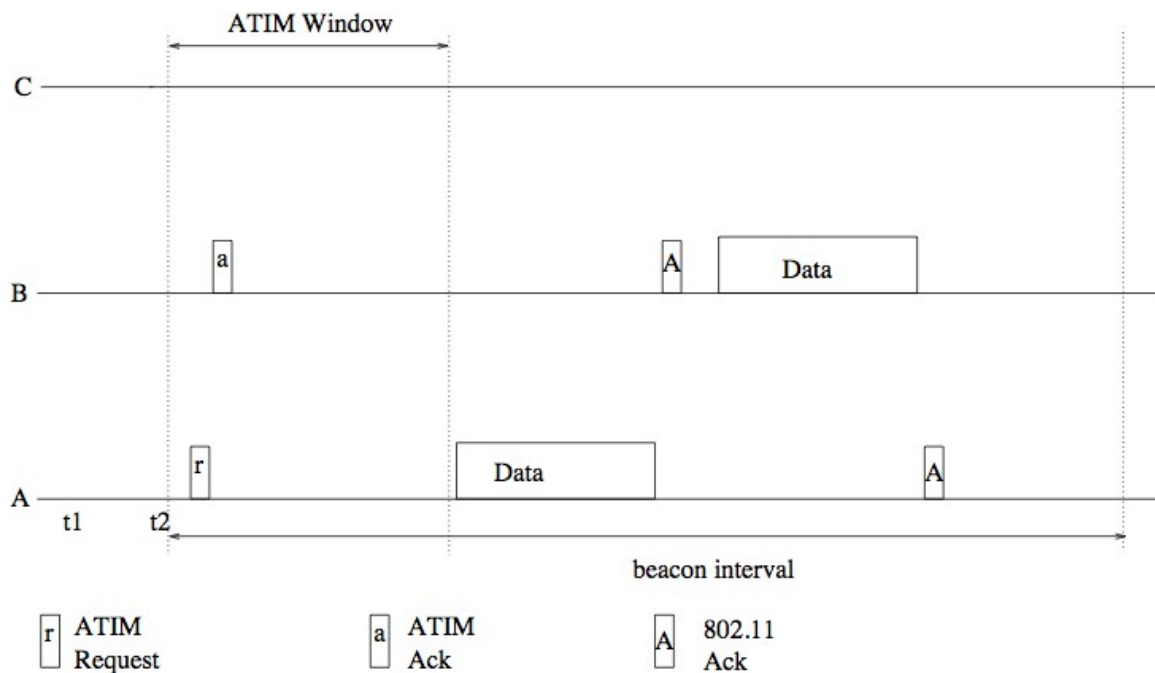 ATIM Window
C
a
A
Data
B
r
Data
A
A
t1
t2
beacon interval
r
ATIM
Request
a
ATIM
Ack
A
802.11
Ack